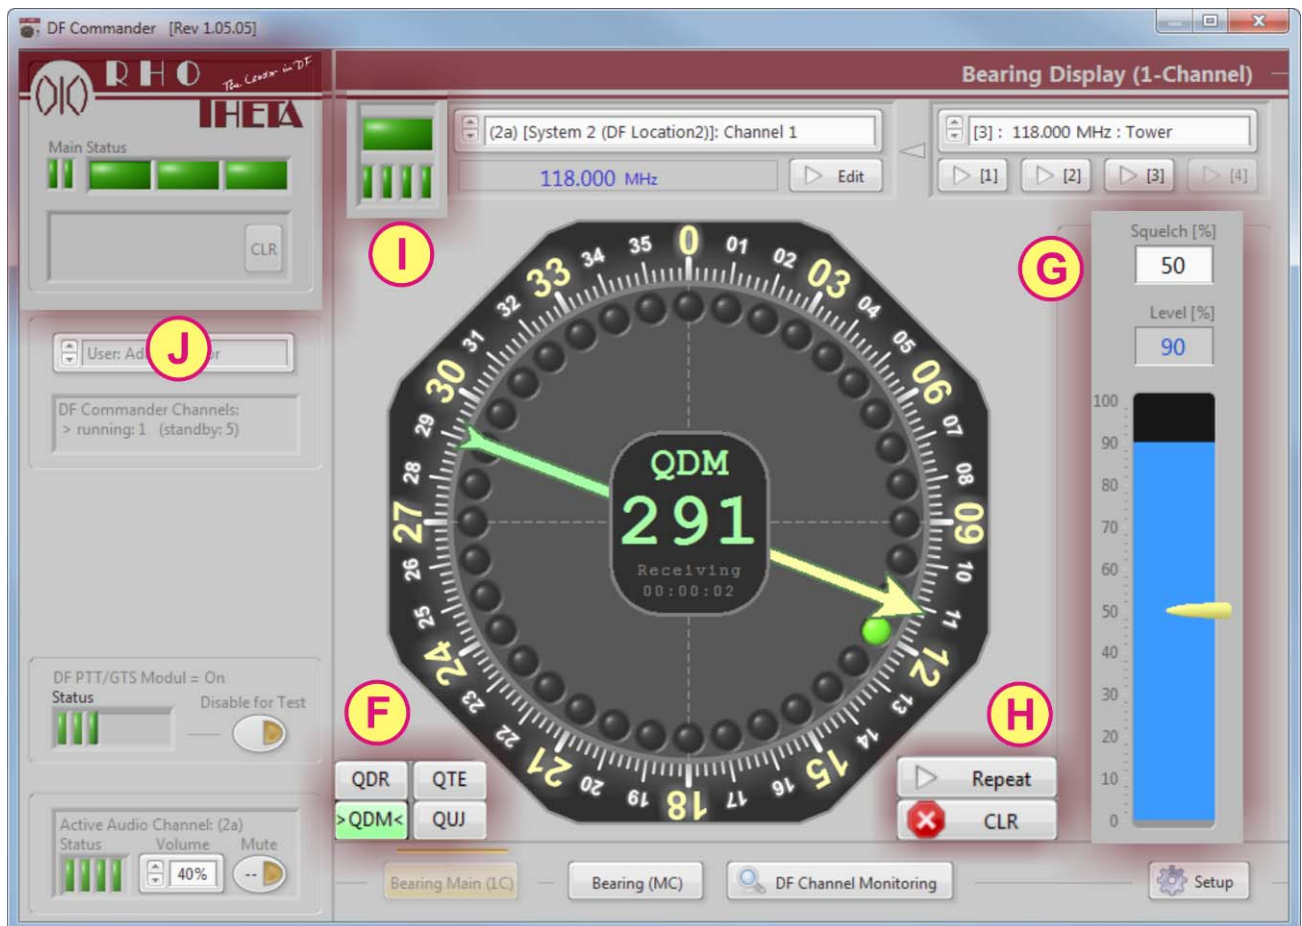 DF Commander [Rev 1.05.05]
RHO
The Leader in DF
THETA
Bearing Display (1-Channel)
Main Status
CLR
(2a) [System 2 (DF Location2)]: Channel 1
118.000 MHz
Edit
[3] : 118.000 MHz : Tower
[1] [2] [3] [4]
I
J
G
F
H
User: Ad or
DF Commander Channels:
> running: 1 (standby: 5)
DF PTT/GTS Modul = On
Status
Disable for Test
Active Audio Channel: (2a)
Status Volume Mute
40%
--
0 01 02 03 04 05 06 07 08 09 10 11 12 13 14 15 16 17 18 19 20 21 22 23 24 25 26 27 28 29 30 31 32 33 34 35
QDM
291
Receiving
00:00:02
Squelch [%]
50
Level [%]
90
100
90
80
70
60
50
40
30
20
10
0
QDR QTE
>QDM< QUJ
Repeat
CLR
Bearing Main (1C)
Bearing (MC)
DF Channel Monitoring
Setup